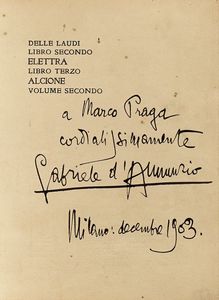 DELLE LAUDI
LIBRO SECONDO
ELETTRA
LIBRO TERZO
ALCIONE
VOLUME SECONDO
a Marco Praga
cordialissimamente
Gabriele d'Annunzio
Milano: decembre 1903.